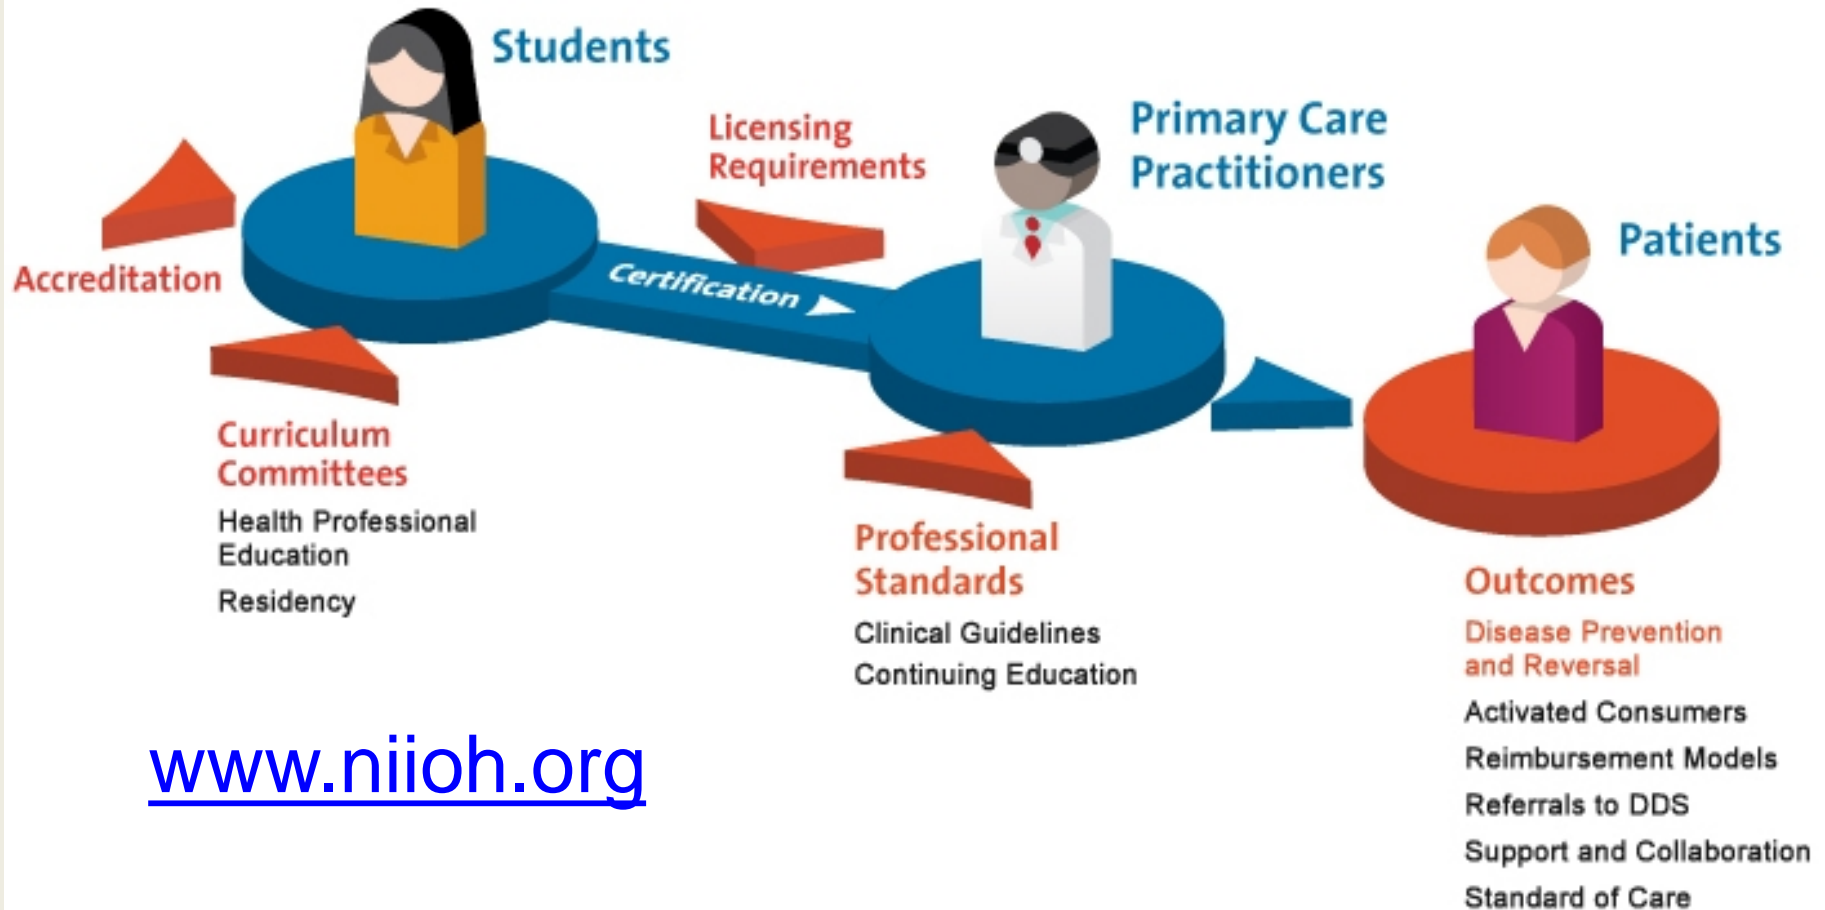 Students
Licensing
Requirements
Primary Care
Practitioners
Patients
Accreditation
Certification
Curriculum
Committees
Health Professional
Education
Residency
Professional
Standards
Clinical Guidelines
Continuing Education
Outcomes
Disease Prevention
and Reversal
Activated Consumers
Reimbursement Models
Referrals to DDS
Support and Collaboration
Standard of Care
www.niioh.org